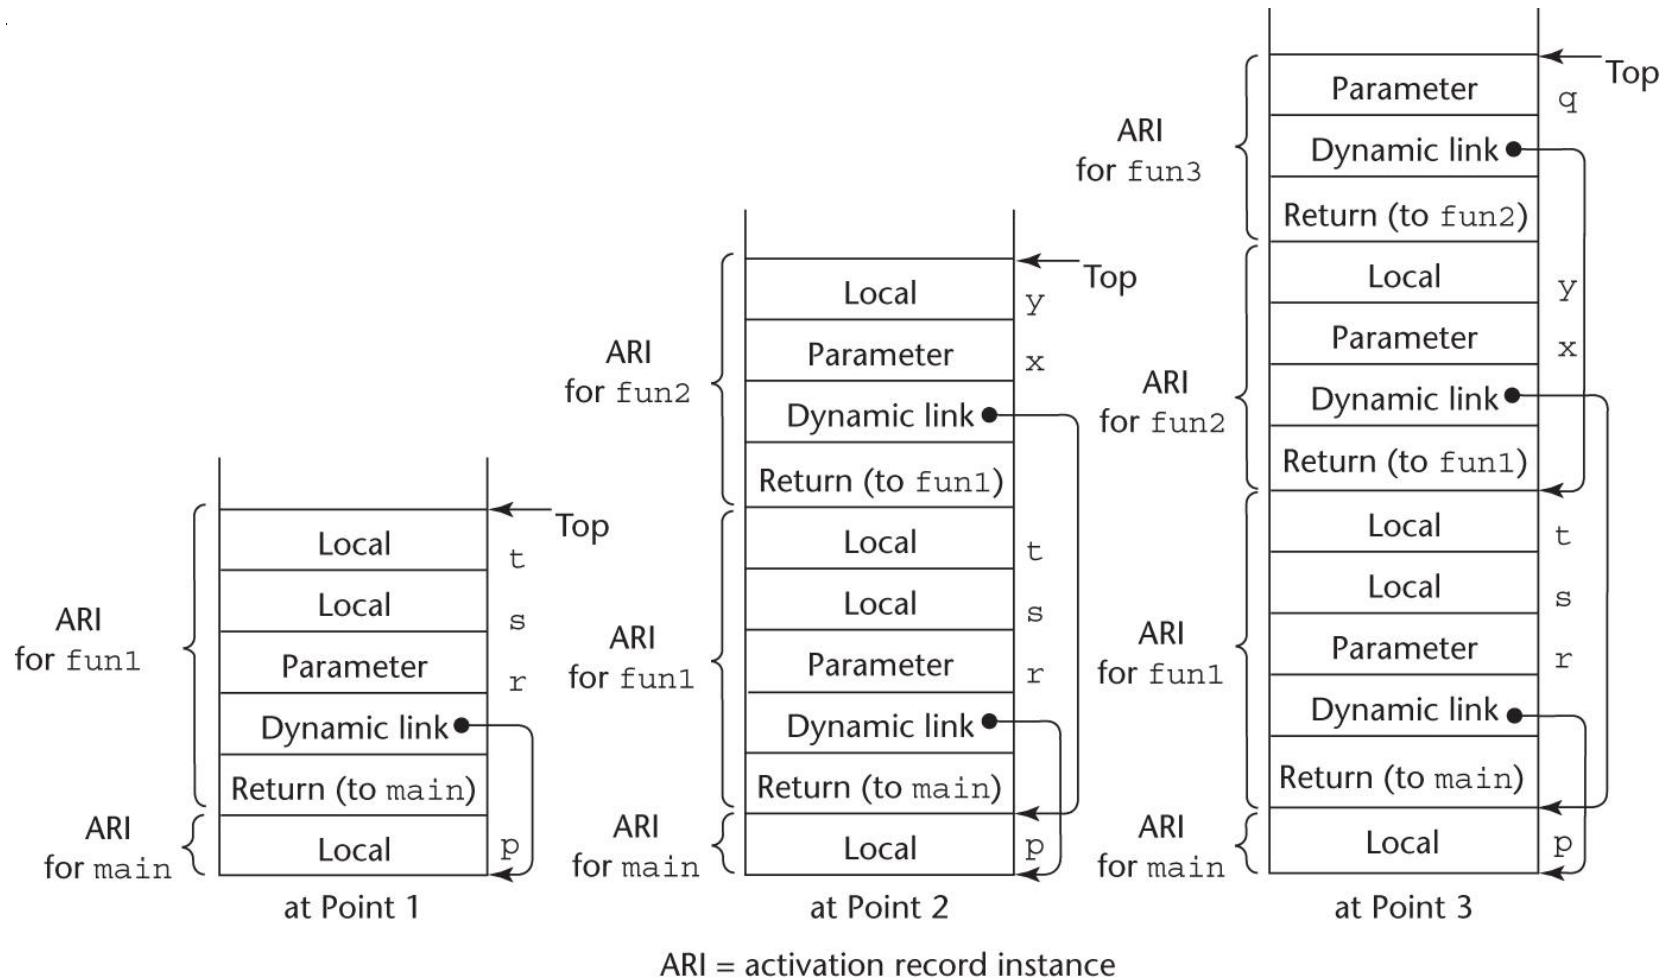 Top
Parameter q
ARI
for fun3
Dynamic link
Return (to fun2)
Local y
Parameter x
ARI
for fun2
Dynamic link
Return (to fun1)
Local t
Local s
ARI
for fun1
Parameter r
Dynamic link
Return (to main)
ARI
for main
Local p
at Point 3
Top
Local y
ARI
for fun2
Parameter x
Dynamic link
Return (to fun1)
Local t
Local s
ARI
for fun1
Parameter r
Dynamic link
Return (to main)
ARI
for main
Local p
at Point 2
Top
Local t
Local s
ARI
for fun1
Parameter r
Dynamic link
Return (to main)
ARI
for main
Local p
at Point 1
ARI = activation record instance